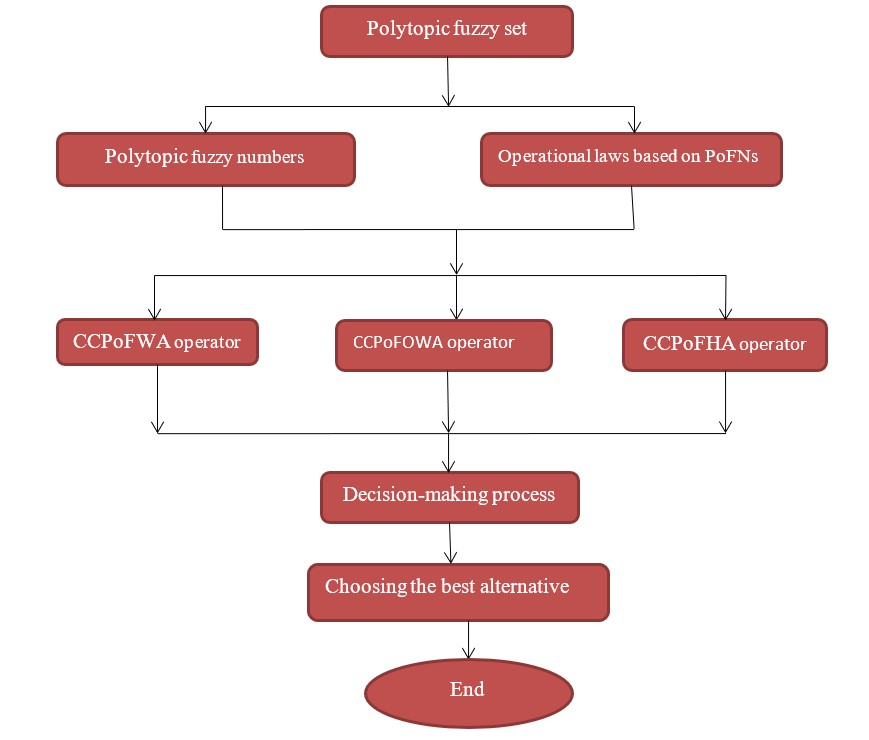 Polytopic fuzzy set
Polytopic fuzzy numbers
Operational laws based on PoFNs
CCPoFWA operator
CCPoFOWA operator
CCPoFHA operator
Decision-making process
Choosing the best alternative
End